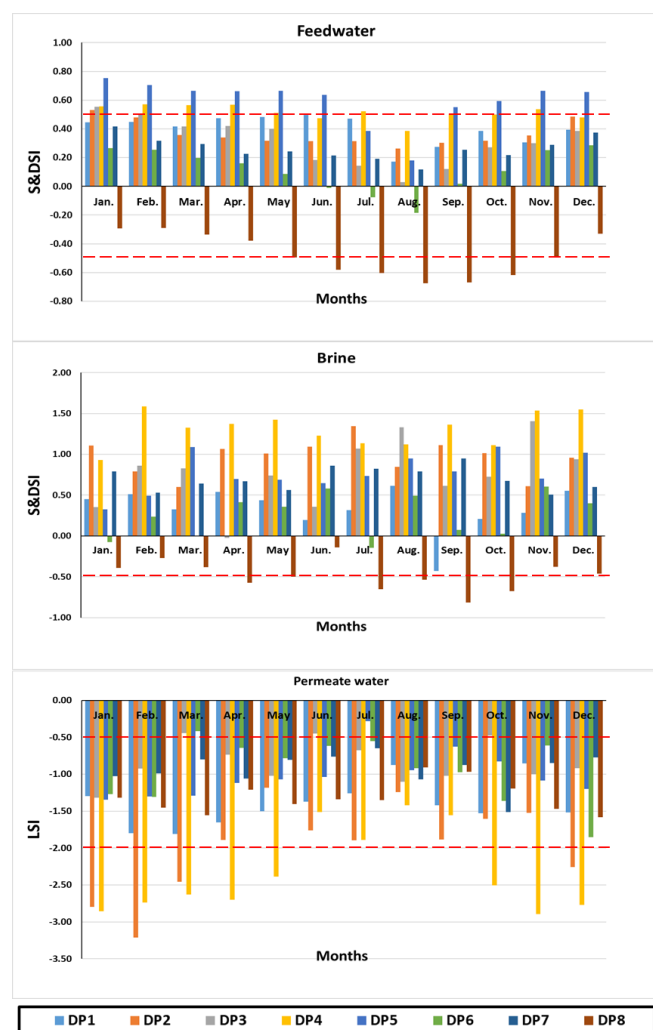 Feedwater
1.00
0.80
0.60
0.40
0.20
0.00
-0.20
-0.40
-0.60
-0.80
S&DSI
Jan. Feb. Mar. Apr. May Jun. Jul. Aug. Sep. Oct. Nov. Dec.
Months
Brine
2.00
1.50
1.00
0.50
0.00
-0.50
-1.00
S&DSI
Jan. Feb. Mar. Apr. May Jun. Jul. Aug. Sep. Oct. Nov. Dec.
Months
Permeate water
0.00
-0.50
-1.00
-1.50
-2.00
-2.50
-3.00
-3.50
LSI
Jan. Feb. Mar. Apr. May Jun. Jul. Aug. Sep. Oct. Nov. Dec.
Months
DP1 DP2 DP3 DP4 DP5 DP6 DP7 DP8